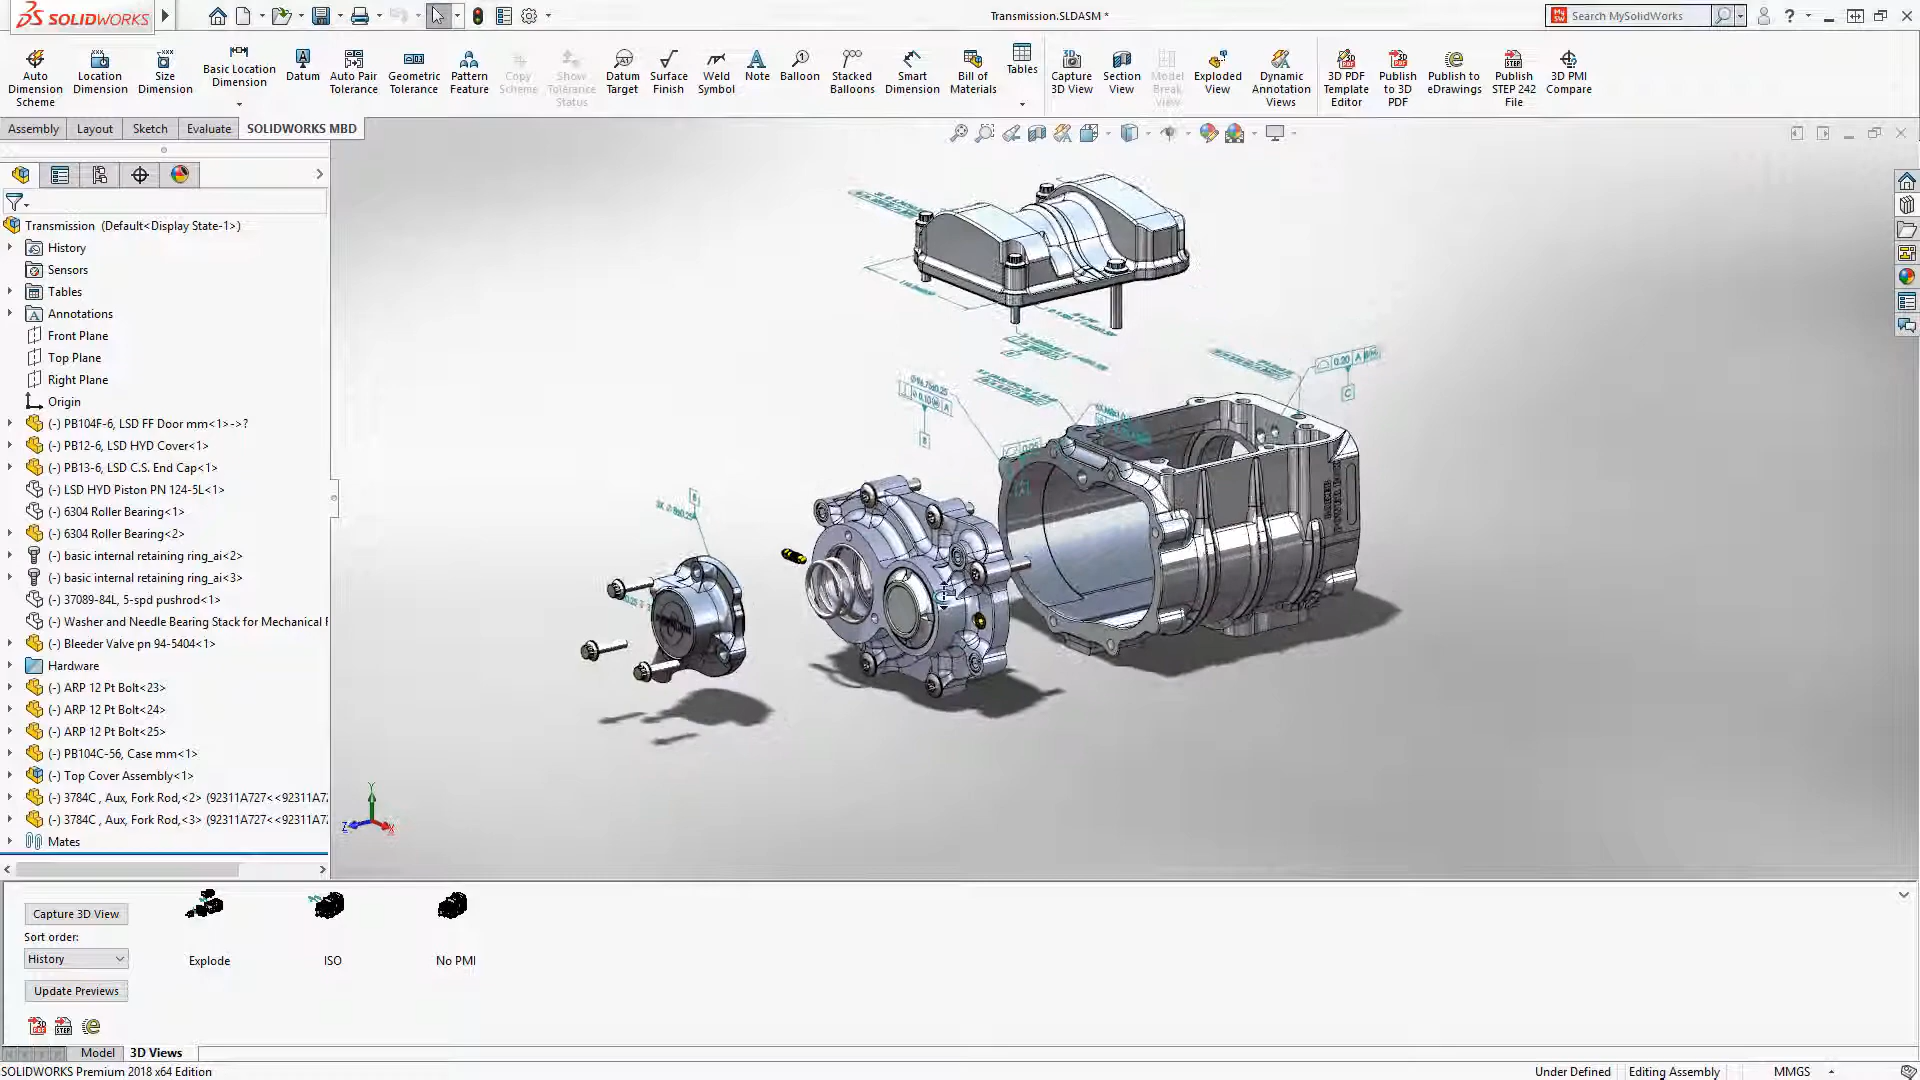 SOLIDWORKS
Transmission.SLDASM *
Search MySolidWorks
Auto Dimension Scheme
Location Dimension
Size Dimension
Basic Location Dimension
Datum
Auto Pair Tolerance
Geometric Tolerance
Pattern Feature
Copy Scheme
Show Tolerance Status
Datum Target
Surface Finish
Weld Symbol
Note
Balloon
Stacked Balloons
Smart Dimension
Bill of Materials
Tables
Capture 3D View
Section View
Model Break View
Exploded View
Dynamic Annotation Views
3D PDF Template Editor
Publish to 3D PDF
Publish to eDrawings
Publish STEP 242 File
3D PMI Compare
Assembly
Layout
Sketch
Evaluate
SOLIDWORKS MBD
Transmission (Default<Display State-1>)
History
Sensors
Tables
Annotations
Front Plane
Top Plane
Right Plane
Origin
(-) PB104F-6, LSD FF Door mm<1>->?
(-) PB12-6, LSD HYD Cover<1>
(-) PB13-6, LSD C.S. End Cap<1>
(-) LSD HYD Piston PN 124-5L<1>
(-) 6304 Roller Bearing<1>
(-) 6304 Roller Bearing<2>
(-) basic internal retaining ring_ai<2>
(-) basic internal retaining ring_ai<3>
(-) 37089-84L, 5-spd pushrod<1>
(-) Washer and Needle Bearing Stack for Mechanical
(-) Bleeder Valve pn 94-5404<1>
Hardware
(-) ARP 12 Pt Bolt<23>
(-) ARP 12 Pt Bolt<24>
(-) ARP 12 Pt Bolt<25>
(-) PB104C-56, Case mm<1>
(-) Top Cover Assembly<1>
(-) 3784C , Aux, Fork Rod,<2> (92311A727<<92311A7
(-) 3784C , Aux, Fork Rod,<3> (92311A727<<92311A7
Mates
0.20 A
C
Y
Z
X
Capture 3D View
Sort order:
History
Update Previews
Explode
ISO
No PMI
Model
3D Views
SOLIDWORKS Premium 2018 x64 Edition
Under Defined
Editing Assembly
MMGS